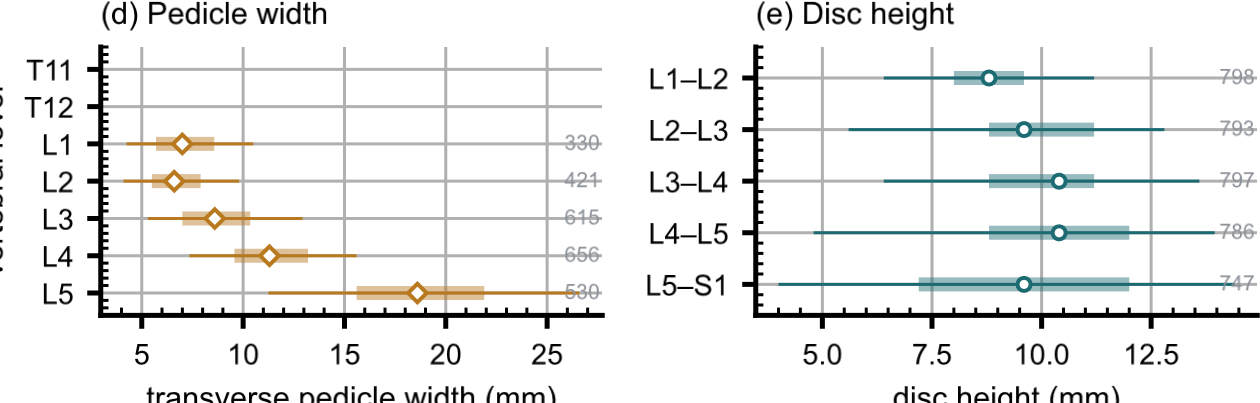 (d) Pedicle width
T11
T12
L1
330
L2
421
L3
615
L4
656
L5
530
5 10 15 20 25
transverse pedicle width (mm)
(e) Disc height
L1–L2
798
L2–L3
793
L3–L4
797
L4–L5
786
L5–S1
747
5.0 7.5 10.0 12.5
disc height (mm)